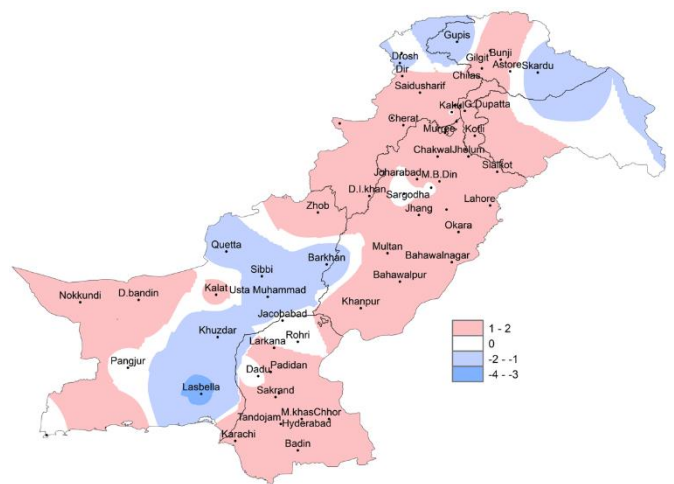 Gupis
Drosh
Bunji
Gilgit
Astore
Skardu
Dir
Chilas
Saidusharif
Kakul
G.Dupatta
Cherat
Murree
Kotli
Chakwal
Jhelum
Sialkot
Joharabad
M.B.Din
D.I.khan
Sargodha
Lahore
Zhob
Jhang
Okara
Quetta
Multan
Barkhan
Bahawalnagar
Sibbi
Bahawalpur
Kalat
Nokkundi
D.bandin
Usta Muhammad
Khanpur
Jacobabad
Khuzdar
Rohri
Larkana
Pangjur
Dadu
Padidan
Lasbella
Sakrand
Tandojam
M.khas
Chhor
Hyderabad
Karachi
Badin
1 - 2
0
-2 - -1
-4 - -3